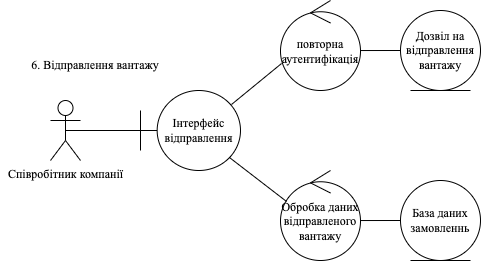 повторна
аутентифікація
Дозвіл на
відправлення
вантажу
6. Відправлення вантажу
Інтерфейс
відправлення
Співробітник компанії
Обробка даних
відправленого
вантажу
База даних
замовленнь